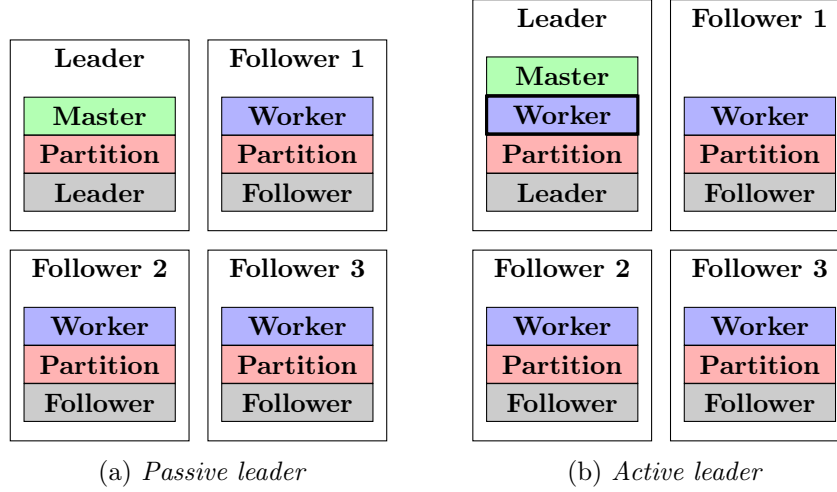 Leader
Master
Partition
Leader
Follower 1
Worker
Partition
Follower
Follower 2
Worker
Partition
Follower
Follower 3
Worker
Partition
Follower
(a) Passive leader
Leader
Master
Worker
Partition
Leader
Follower 1
Worker
Partition
Follower
Follower 2
Worker
Partition
Follower
Follower 3
Worker
Partition
Follower
(b) Active leader